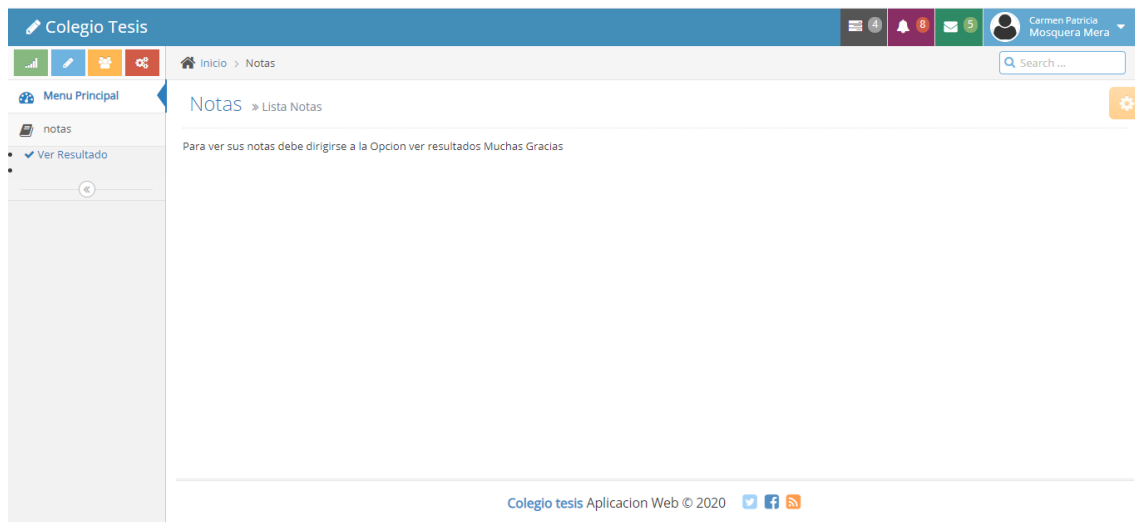 Colegio Tesis
4
8
5
Carmen Patricia
Mosquera Mera
Inicio > Notas
Search ...
Menu Principal
notas
Ver Resultado
Notas » Lista Notas
Para ver sus notas debe dirigirse a la Opcion ver resultados Muchas Gracias
Colegio tesis Aplicacion Web © 2020